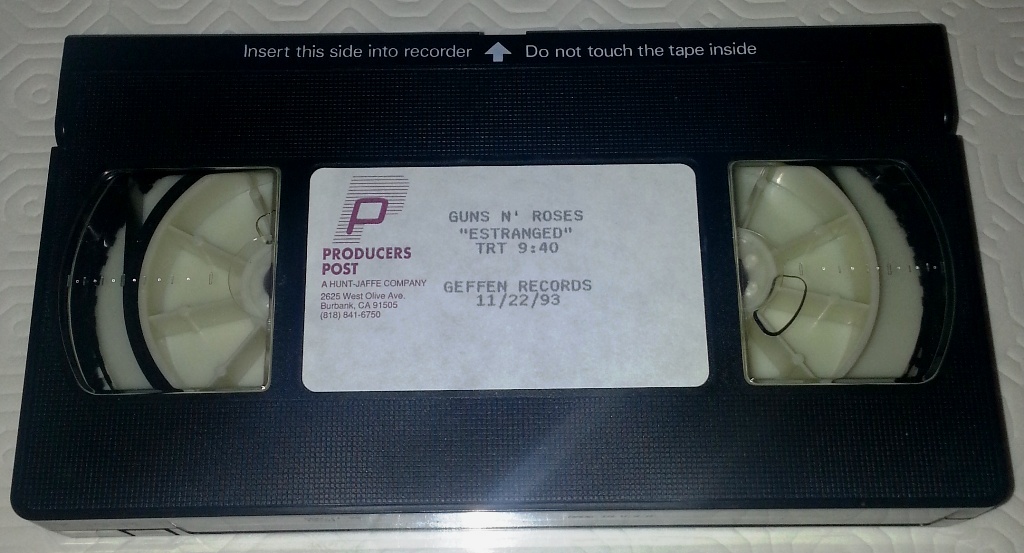 Insert this side into recorder Do not touch the tape inside
P
PRODUCERS
POST
A HUNT-JAFFE COMPANY
2625 West Olive Ave.
Burbank, CA 91505
(818) 841-6750
GUNS N' ROSES
"ESTRANGED"
TRT 9:40
GEFFEN RECORDS
11/22/93